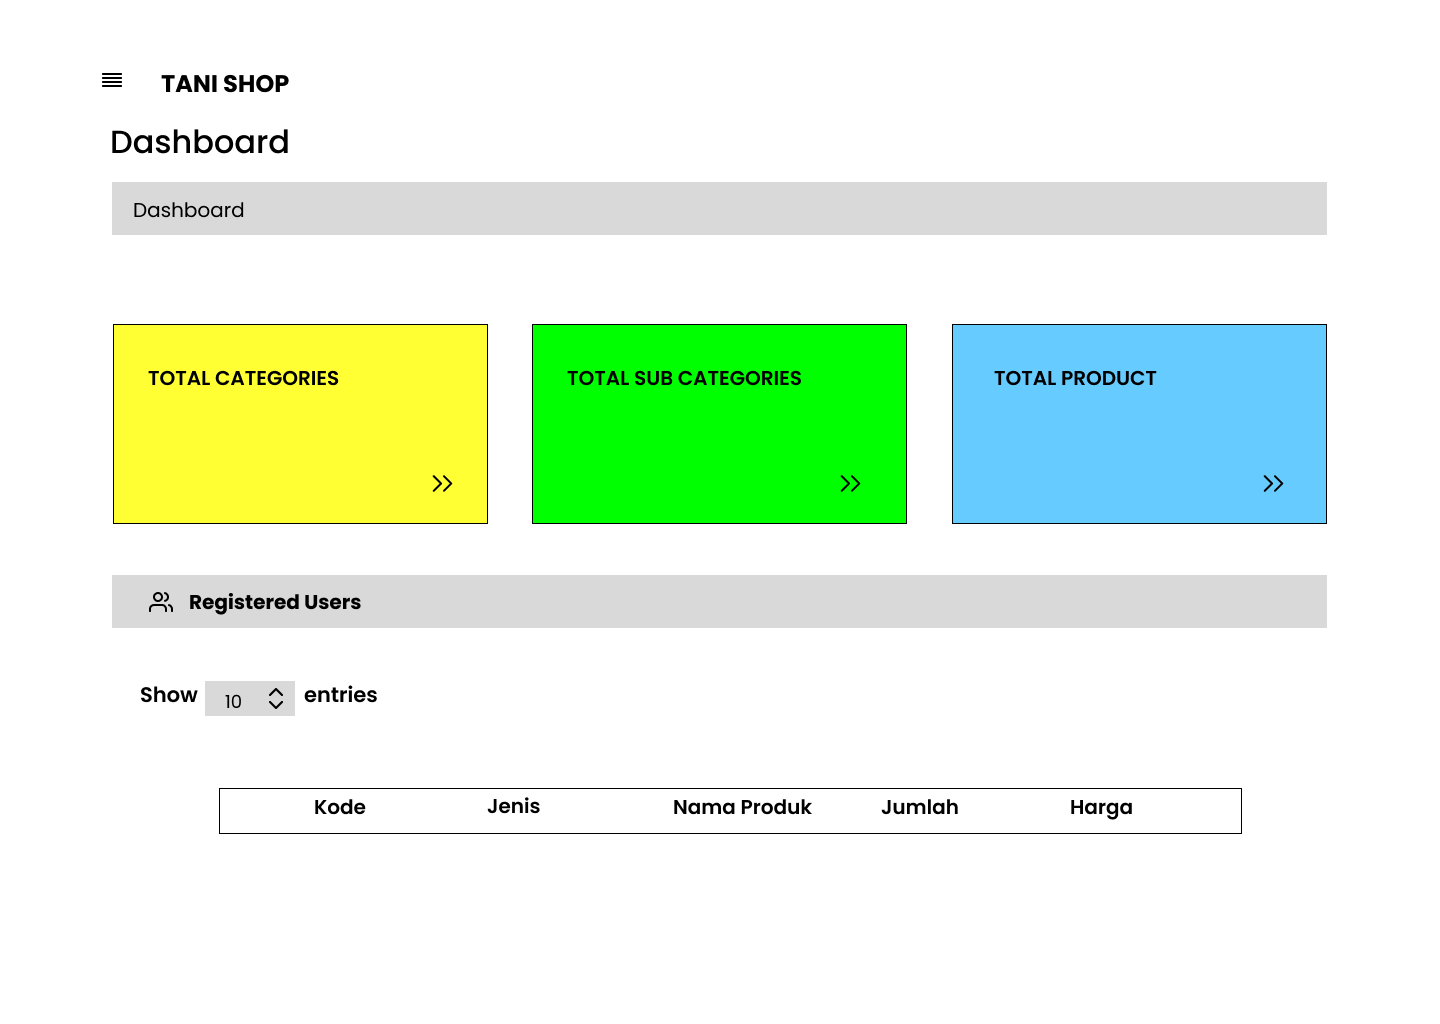 TANI SHOP
Dashboard
Dashboard
TOTAL CATEGORIES
TOTAL SUB CATEGORIES
TOTAL PRODUCT
Registered Users
Show 10 entries
Kode Jenis Nama Produk Jumlah Harga